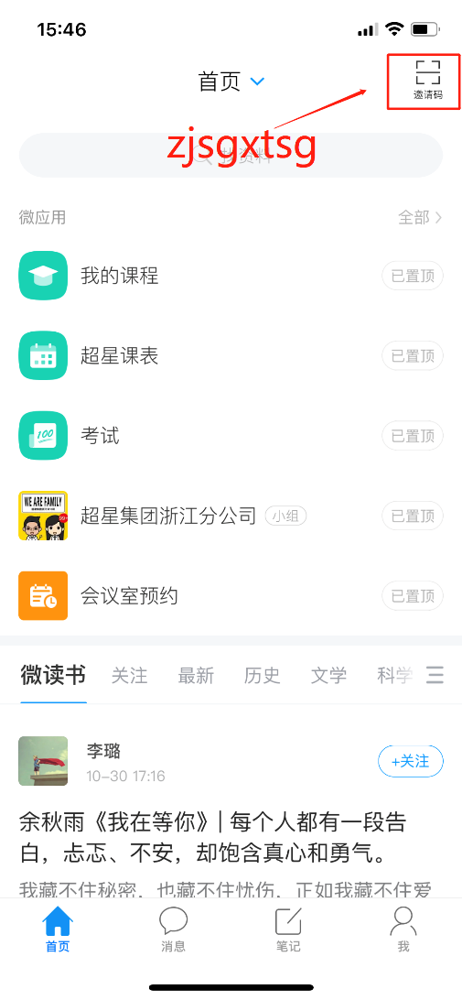 15:46
首页
邀请码
zjsgxtsg
找资料
微应用
全部
我的课程
已置顶
超星课表
已置顶
100
考试
已置顶
WE ARE FAMILY
99+
超星集团浙江分公司
小组
已置顶
会议室预约
已置顶
微读书 关注 最新 历史 文学 科学
李璐
10-30 17:16
+关注
余秋雨《我在等你》| 每个人都有一段告
白，忐忑、不安，却饱含真心和勇气。
我藏不住秘密，也藏不住忧伤，正如我藏不住爱
首页 消息 笔记 我